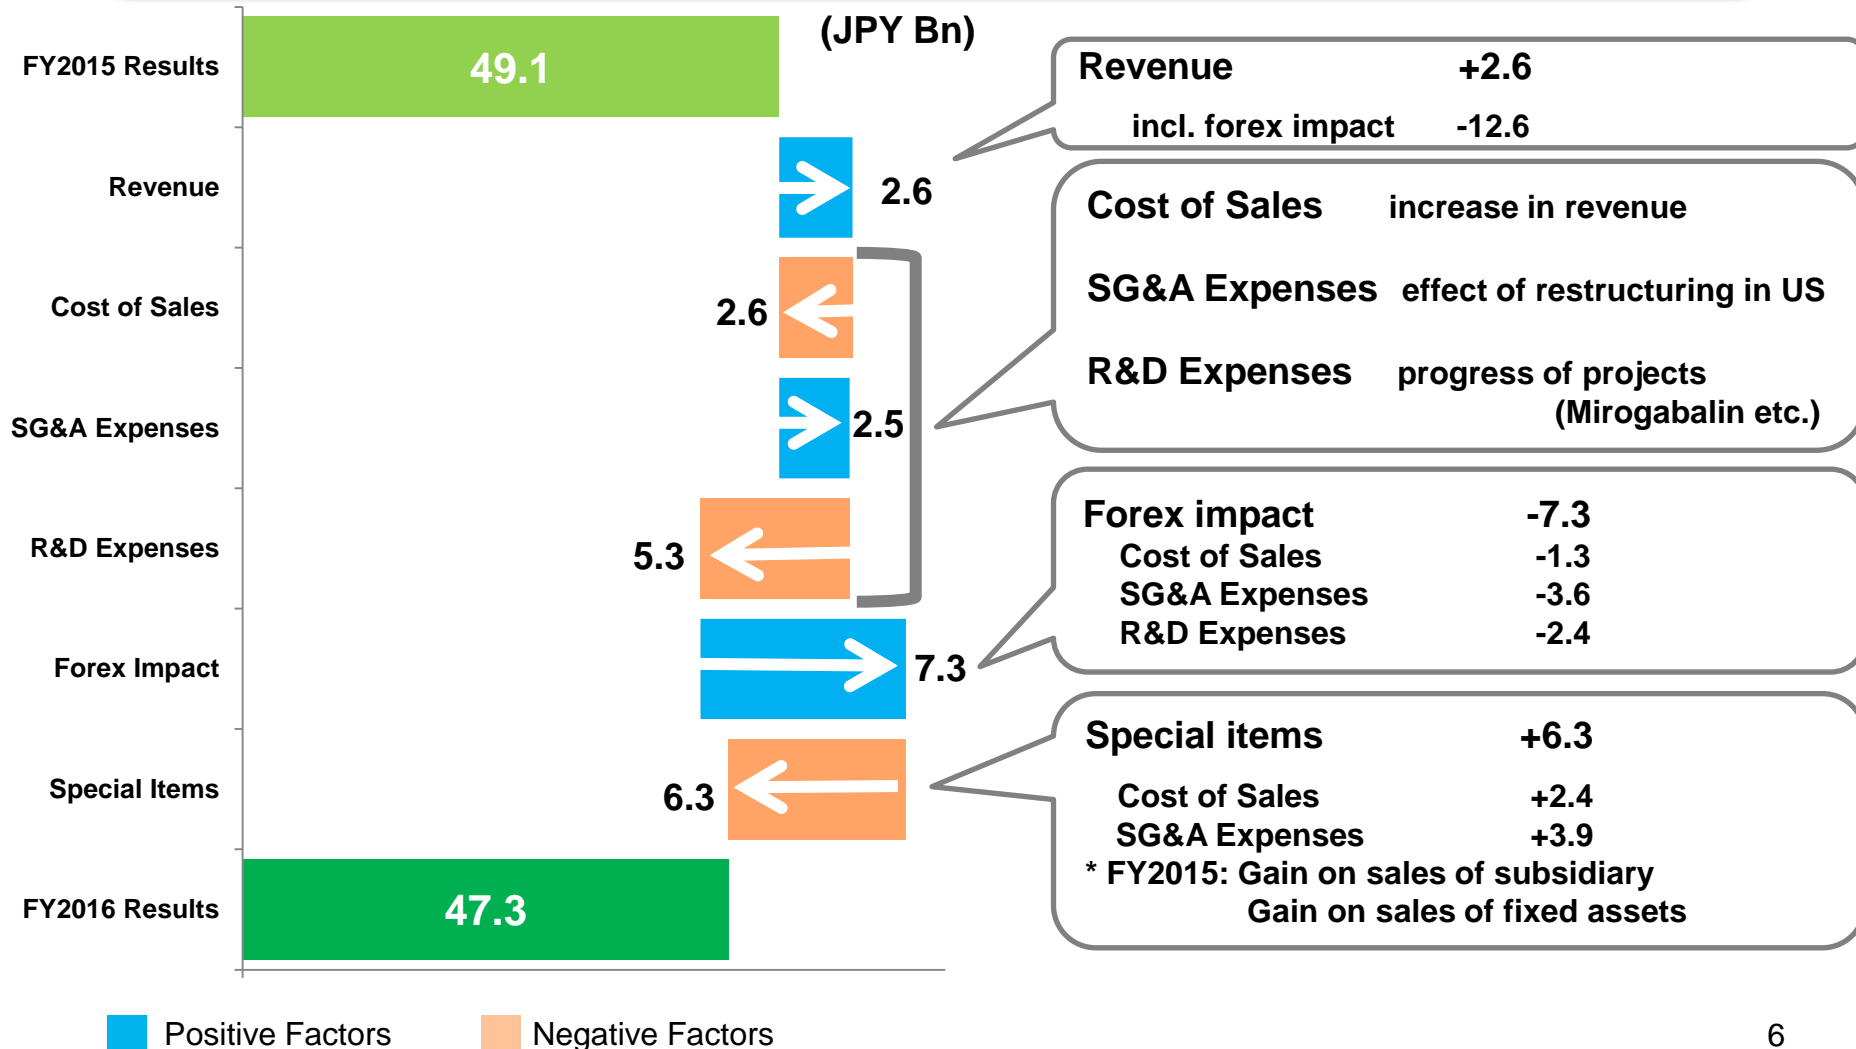 (JPY Bn)
FY2015 Results
49.1
Revenue
2.6
Cost of Sales
2.6
SG&A Expenses
2.5
R&D Expenses
5.3
Forex Impact
7.3
Special Items
6.3
FY2016 Results
47.3
Revenue +2.6
incl. forex impact -12.6
Cost of Sales increase in revenue
SG&A Expenses effect of restructuring in US
R&D Expenses progress of projects
(Mirogabalin etc.)
Forex impact -7.3
Cost of Sales -1.3
SG&A Expenses -3.6
R&D Expenses -2.4
Special items +6.3
Cost of Sales +2.4
SG&A Expenses +3.9
* FY2015: Gain on sales of subsidiary
Gain on sales of fixed assets
Positive Factors
Negative Factors
6